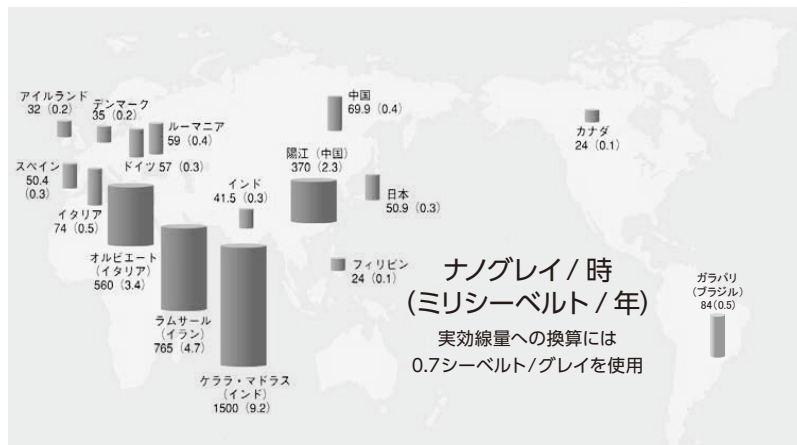 アイルランド
32 (0.2)
デンマーク
35 (0.2)
ルーマニア
59 (0.4)
ドイツ 57 (0.3)
スペイン
50.4
(0.3)
イタリア
74 (0.5)
オルビエート
(イタリア)
560 (3.4)
ラムサール
(イラン)
765 (4.7)
インド
41.5 (0.3)
ケララ・マドラス
(インド)
1500 (9.2)
中国
69.9 (0.4)
陽江(中国)
370 (2.3)
日本
50.9 (0.3)
フィリピン
24 (0.1)
カナダ
24 (0.1)
ガラパリ
(ブラジル)
84(0.5)
ナノグレイ/時
(ミリシーベルト/年)
実効線量への換算には
0.7シーベルト/グレイを使用